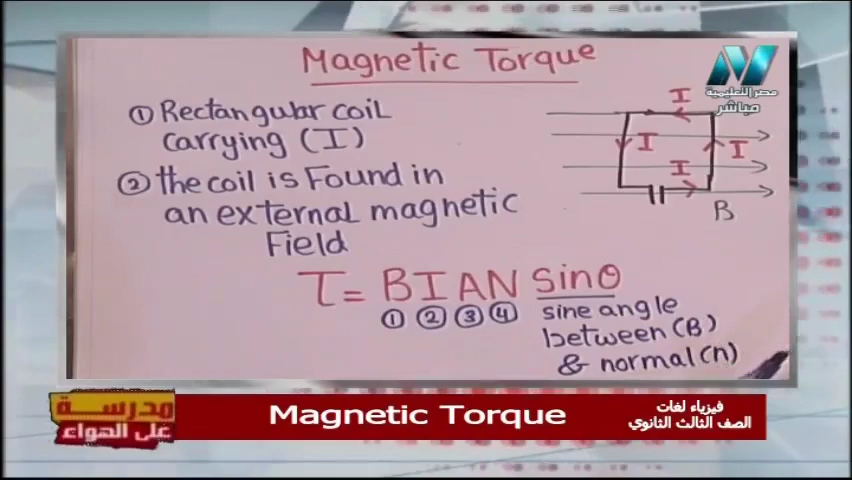 Magnetic Torque
مصر التعليمية
مباشر
① Rectangular coil
carrying (I)
② the coil is Found in
an external magnetic
Field
I
I
I
I
B
τ = BIAN sinθ
① ② ③ ④
sine angle
between (B)
& normal (n)
مدرسة
على الهواء
Magnetic Torque
فيزياء لغات
الصف الثالث الثانوي